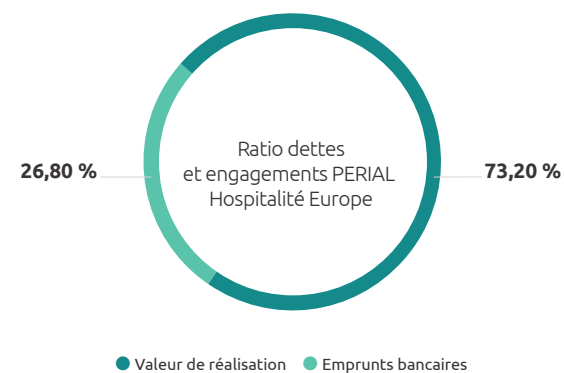 Ratio dettes
et engagements PERIAL
Hospitalité Europe
26,80 %
73,20 %
Valeur de réalisation
Emprunts bancaires